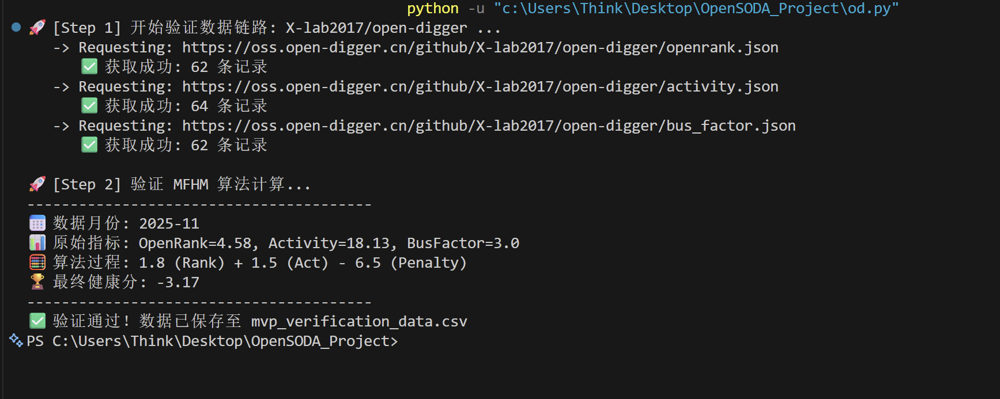 python -u "c:\Users\Think\Desktop\OpenSODA_Project\od.py"
🚀 [Step 1] 开始验证数据链路: X-lab2017/open-digger ...
-> Requesting: https://oss.open-digger.cn/github/X-lab2017/open-digger/openrank.json
✅ 获取成功: 62 条记录
-> Requesting: https://oss.open-digger.cn/github/X-lab2017/open-digger/activity.json
✅ 获取成功: 64 条记录
-> Requesting: https://oss.open-digger.cn/github/X-lab2017/open-digger/bus_factor.json
✅ 获取成功: 62 条记录
🚀 [Step 2] 验证 MFHM 算法计算...
----------------------------------------
📅 数据月份: 2025-11
📊 原始指标: OpenRank=4.58, Activity=18.13, BusFactor=3.0
🧮 算法过程: 1.8 (Rank) + 1.5 (Act) - 6.5 (Penalty)
🏆 最终健康分: -3.17
----------------------------------------
✅ 验证通过! 数据已保存至 mvp_verification_data.csv
PS C:\Users\Think\Desktop\OpenSODA_Project>